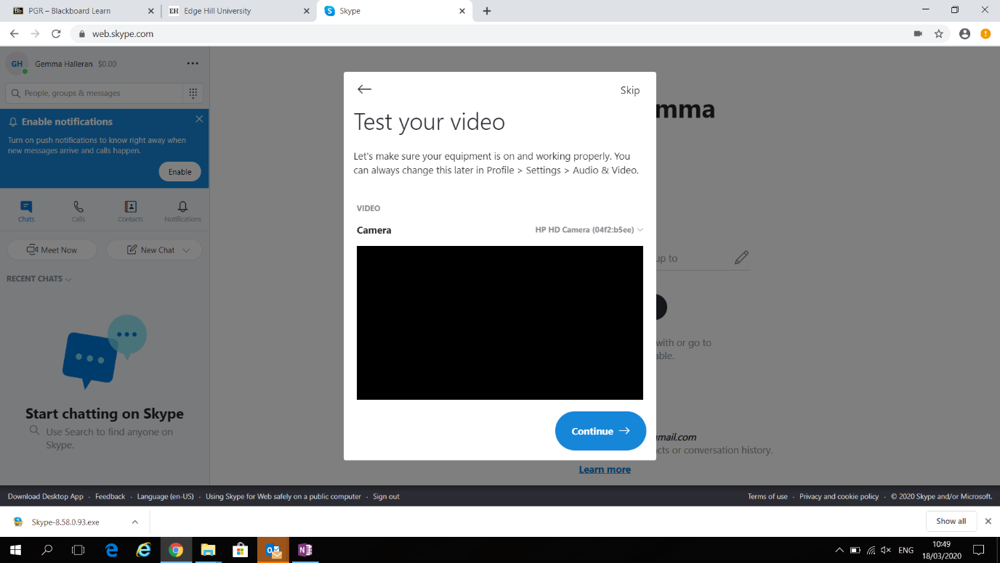 PGR – Blackboard Learn
Edge Hill University
Skype
web.skype.com
GH
Gemma Halleran $0.00
People, groups & messages
Enable notifications
Turn on push notifications to know right away when
new messages arrive and calls happen.
Enable
Chats
Calls
Contacts
Notifications
Meet Now
New Chat
RECENT CHATS
Start chatting on Skype
Use Search to find anyone on
Skype.
Skip
Test your video
Let's make sure your equipment is on and working properly. You
can always change this later in Profile > Settings > Audio & Video.
VIDEO
Camera
HP HD Camera (04f2:b5ee)
Continue
mma
up to
with or go to
able.
mail.com
cts or conversation history.
Learn more
Download Desktop App · Feedback · Language (en-US) · Using Skype for Web safely on a public computer · Sign out
Terms of use · Privacy and cookie policy · © 2020 Skype and/or Microsoft.
Skype-8.58.0.93.exe
Show all
ENG
10:49
18/03/2020